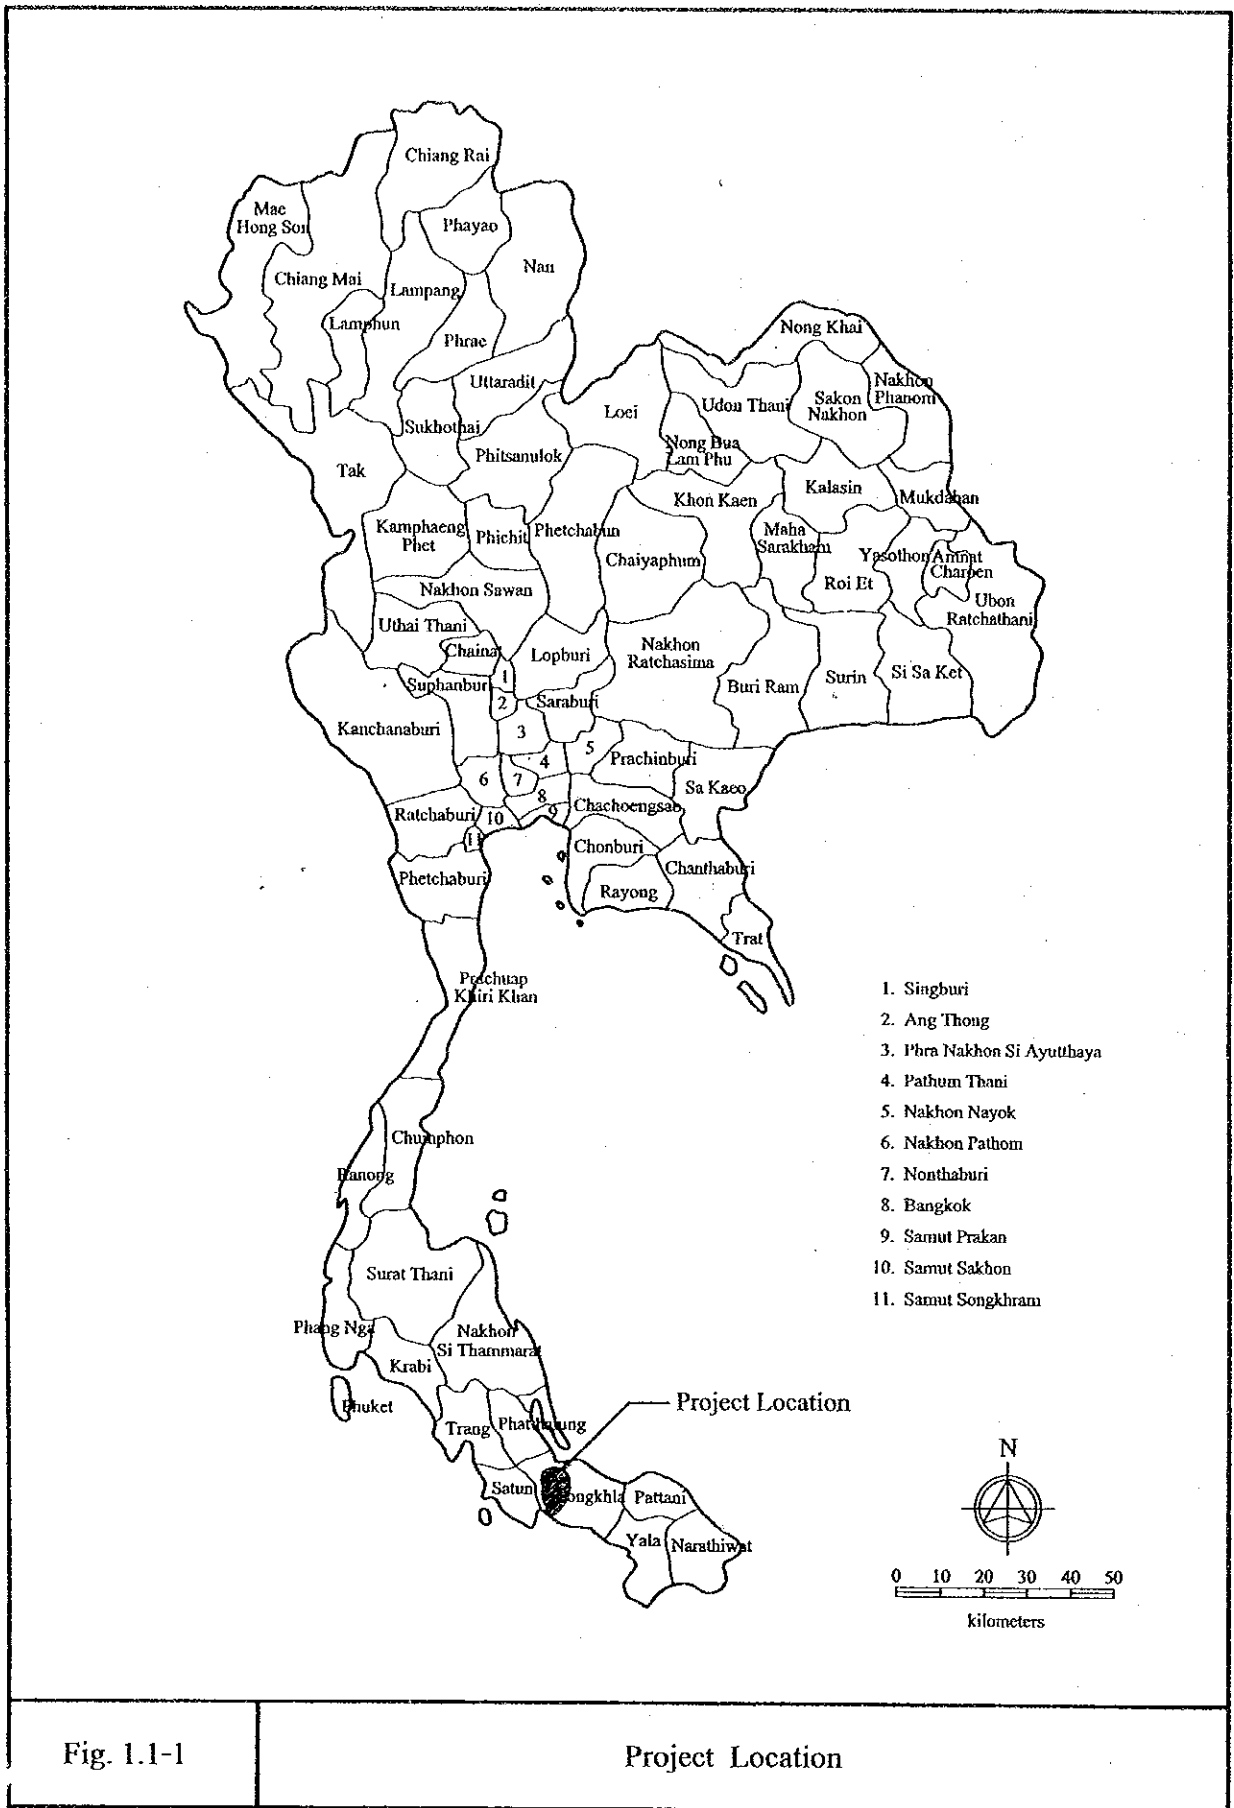 Chiang Rai
Mae
Hong Son
Phayao
Nan
Chiang Mai
Lampang
Lamphun
Phrae
Nong Khai
Uttaradit
Nakhon
Phanom
Loei
Udon Thani
Sakon
Nakhon
Sukhothai
Nong Bua
Lam Phu
Phitsanulok
Tak
Kalasin
Khon Kaen
Mukdahan
Kamphaeng
Phet
Phichit
Phetchabun
Maha
Sarakham
Chaiyaphum
Yasothon
Amnat
Charoen
Roi Et
Nakhon Sawan
Ubon
Ratchathani
Uthai Thani
Chainat
Lopburi
Nakhon
Ratchasima
1
Suphanbur
Buri Ram
Surin
Si Sa Ket
2
Saraburi
Kanchanaburi
3
5
Prachinburi
4
6
7
Sa Kaeo
8
Chachoengsao
9
Ratchaburi
10
11
Chonburi
Chanthaburi
Phetchaburi
Rayong
Trat
Prachuap
Khiri Khan
1. Singburi
2. Ang Thong
3. Phra Nakhon Si Ayutthaya
4. Pathum Thani
5. Nakhon Nayok
6. Nakhon Pathom
7. Nonthaburi
8. Bangkok
9. Samut Prakan
10. Samut Sakhon
11. Samut Songkhram
Chumphon
Ranong
Surat Thani
Phang Nga
Nakhon
Si Thammarat
Krabi
Phuket
Project Location
Trang
Phatthalung
Satun
Songkhla
Pattani
Yala
Narathiwat
N
0 10 20 30 40 50
kilometers
Fig. 1.1-1
Project Location